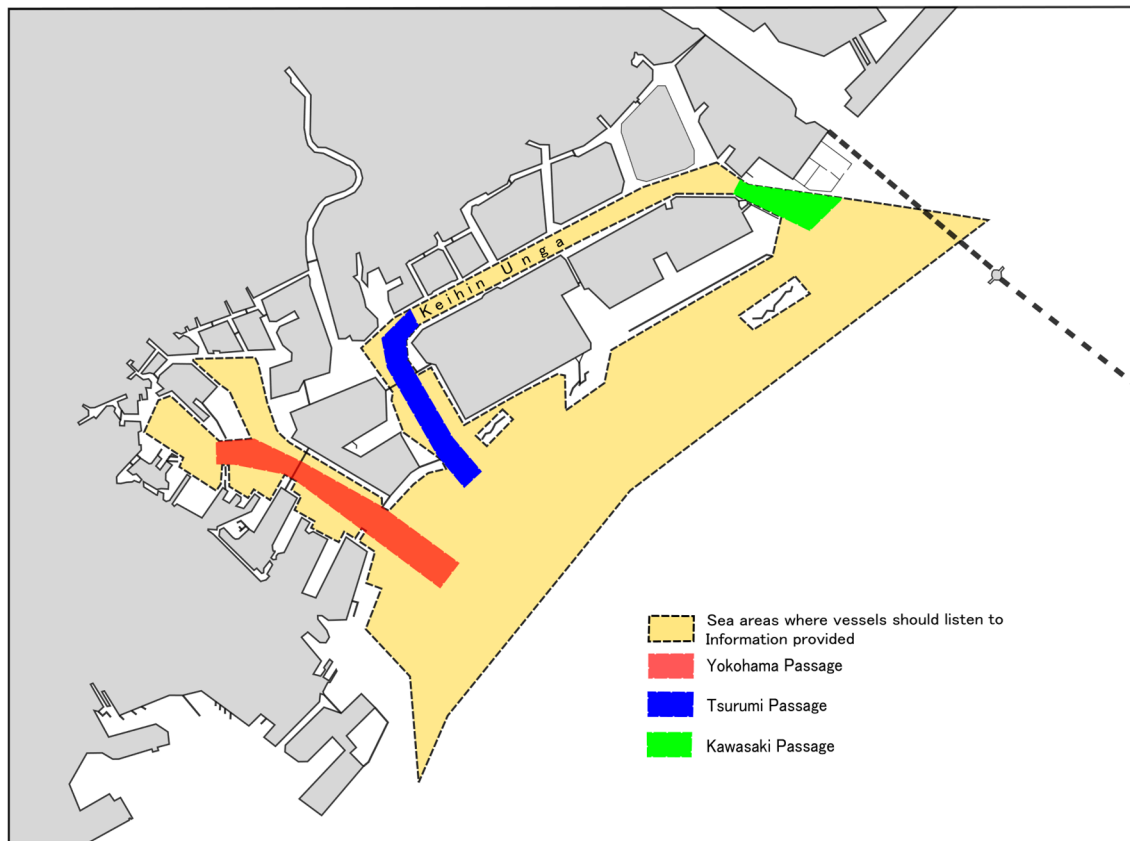 Keihin Unga
Sea areas where vessels should listen to
Information provided
Yokohama Passage
Tsurumi Passage
Kawasaki Passage